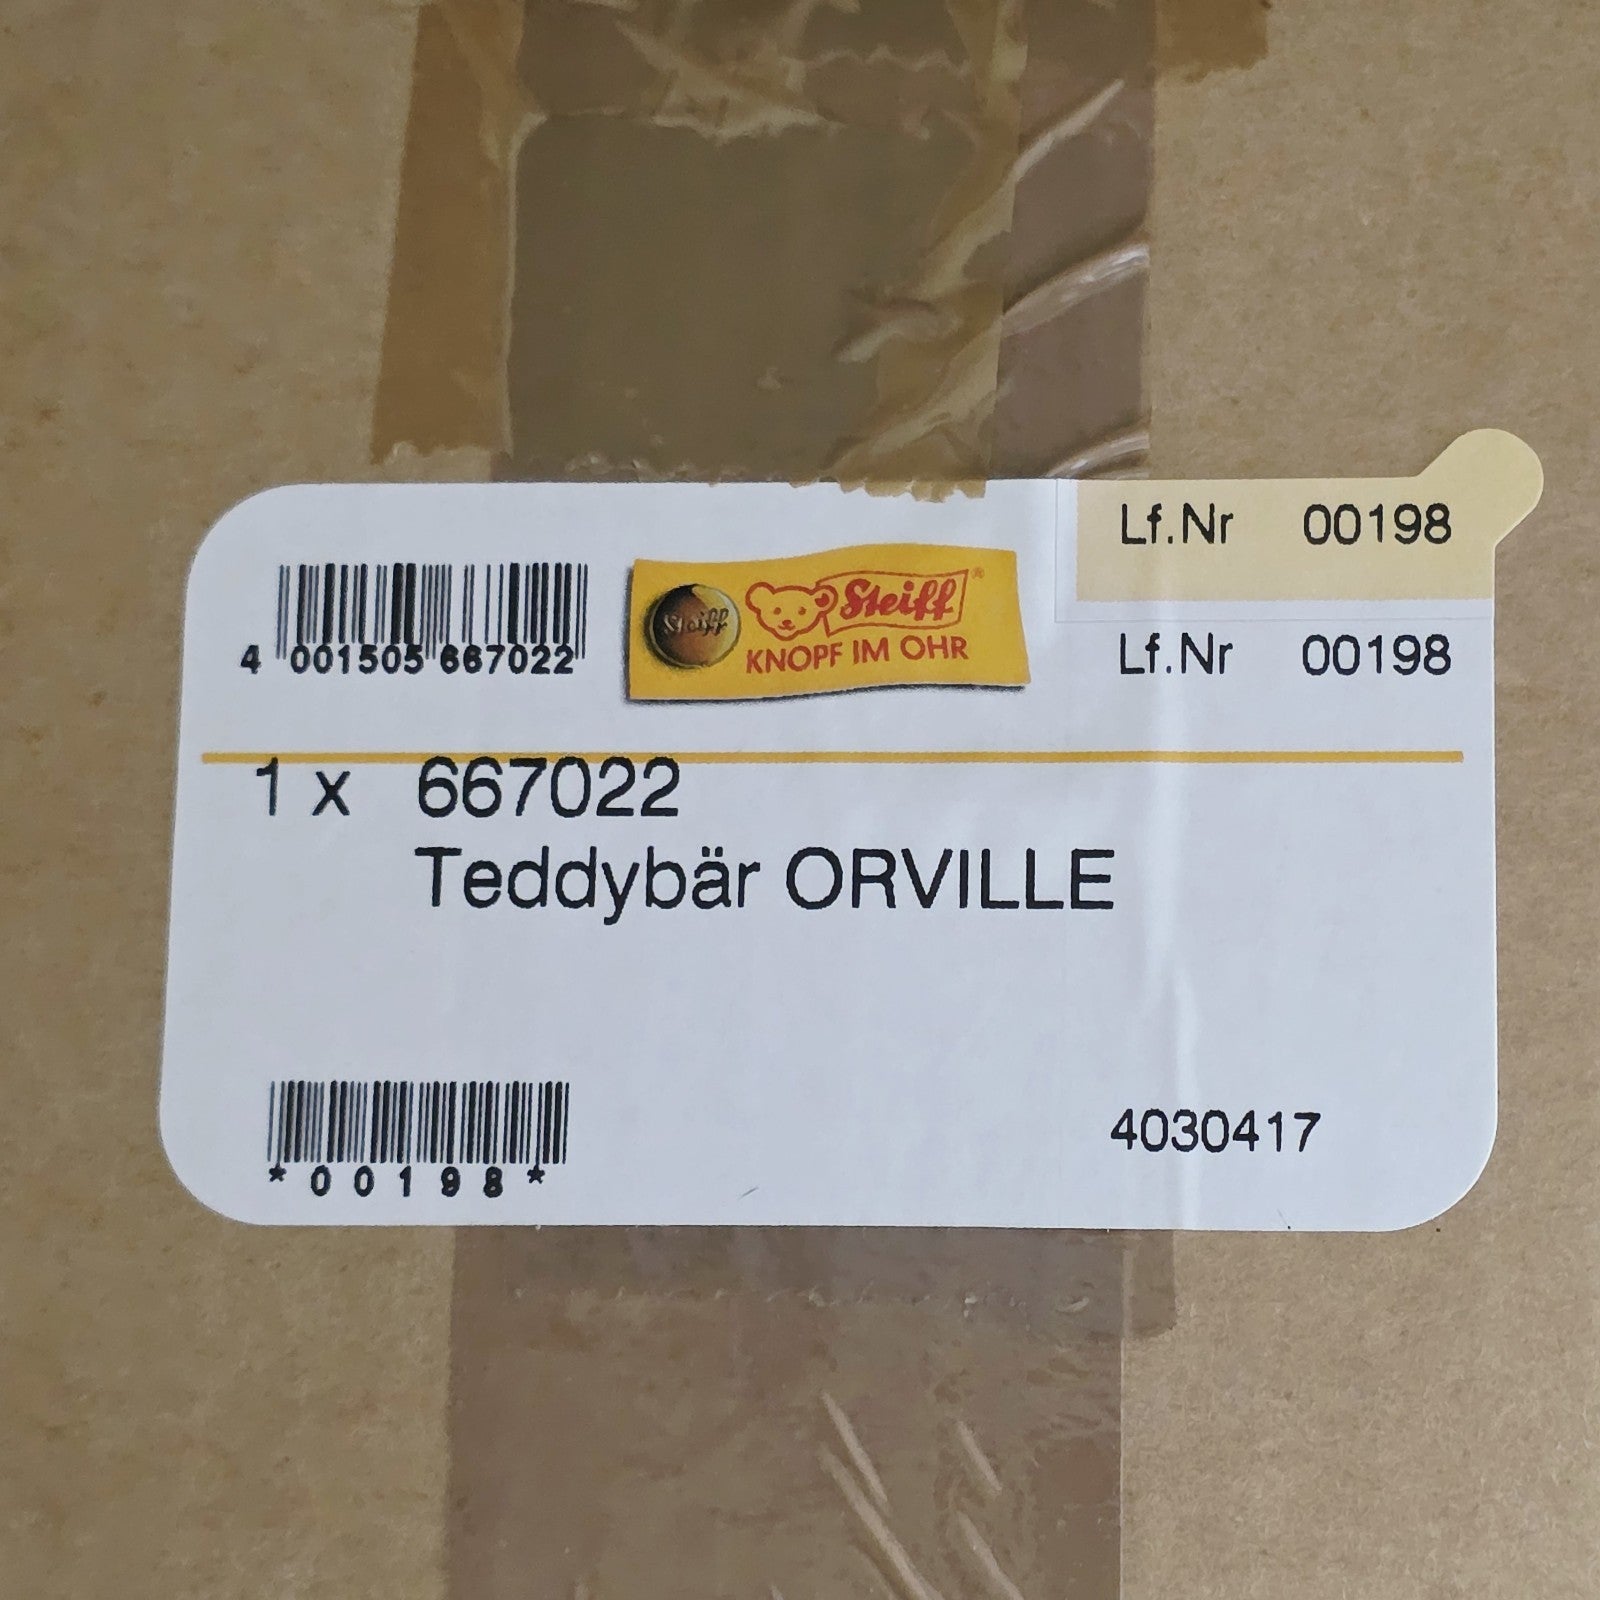 Lf.Nr 00198
4 001505 667022
Steiff
Steiff®
KNOPF IM OHR
Lf.Nr 00198
1 x 667022
Teddybär ORVILLE
*00198*
4030417